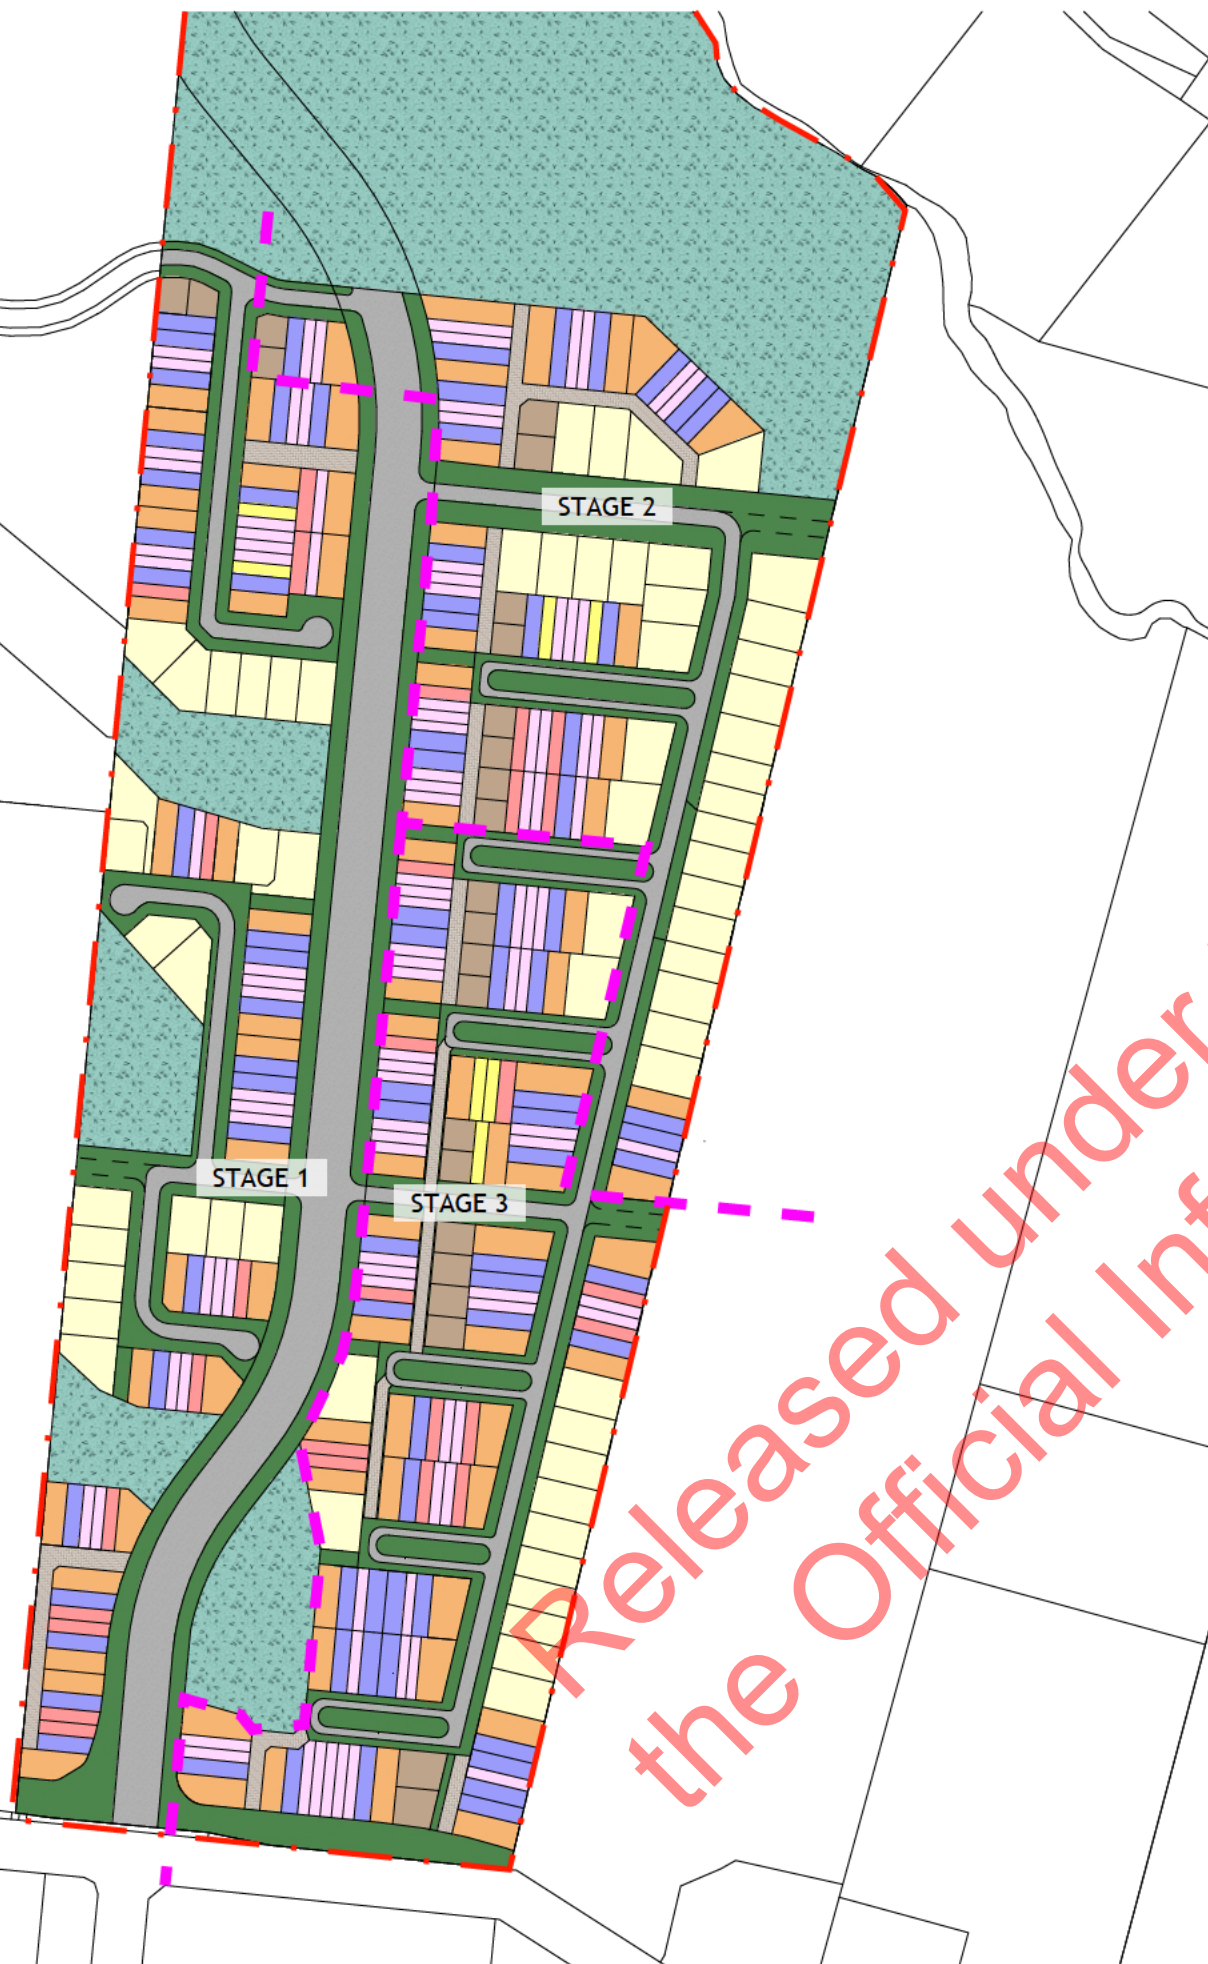 STAGE 2
STAGE 1
STAGE 3
Released under
the Official Inf